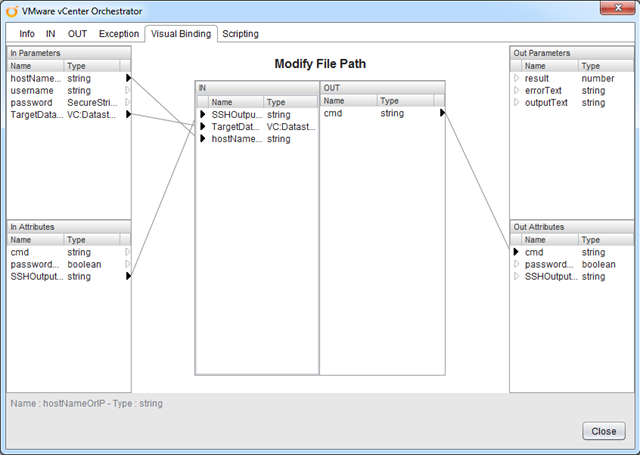 VMware vCenter Orchestrator
Info IN OUT Exception Visual Binding Scripting
In Parameters
Name Type
hostName... string
username string
password SecureStri...
TargetData... VC:Datast...
In Attributes
Name Type
cmd string
password... boolean
SSHOutput... string
Modify File Path
IN
Name Type
SSHOutpu... string
TargetDat... VC:Datast...
hostName... string
OUT
Name Type
cmd string
Out Parameters
Name Type
result number
errorText string
outputText string
Out Attributes
Name Type
cmd string
password... boolean
SSHOutput... string
Name : hostNameOrIP - Type : string
Close